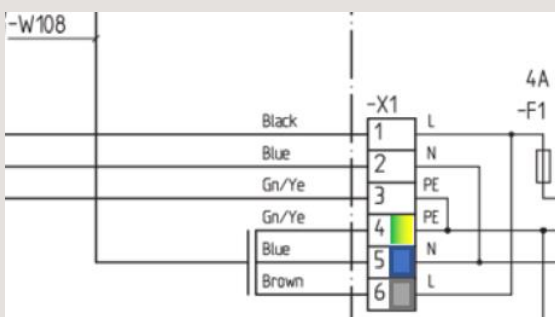 -W108
4A
-X1
-F1
Black 1 L
Blue 2 N
Gn/Ye 3 PE
Gn/Ye 4 PE
Blue 5 N
Brown 6 L